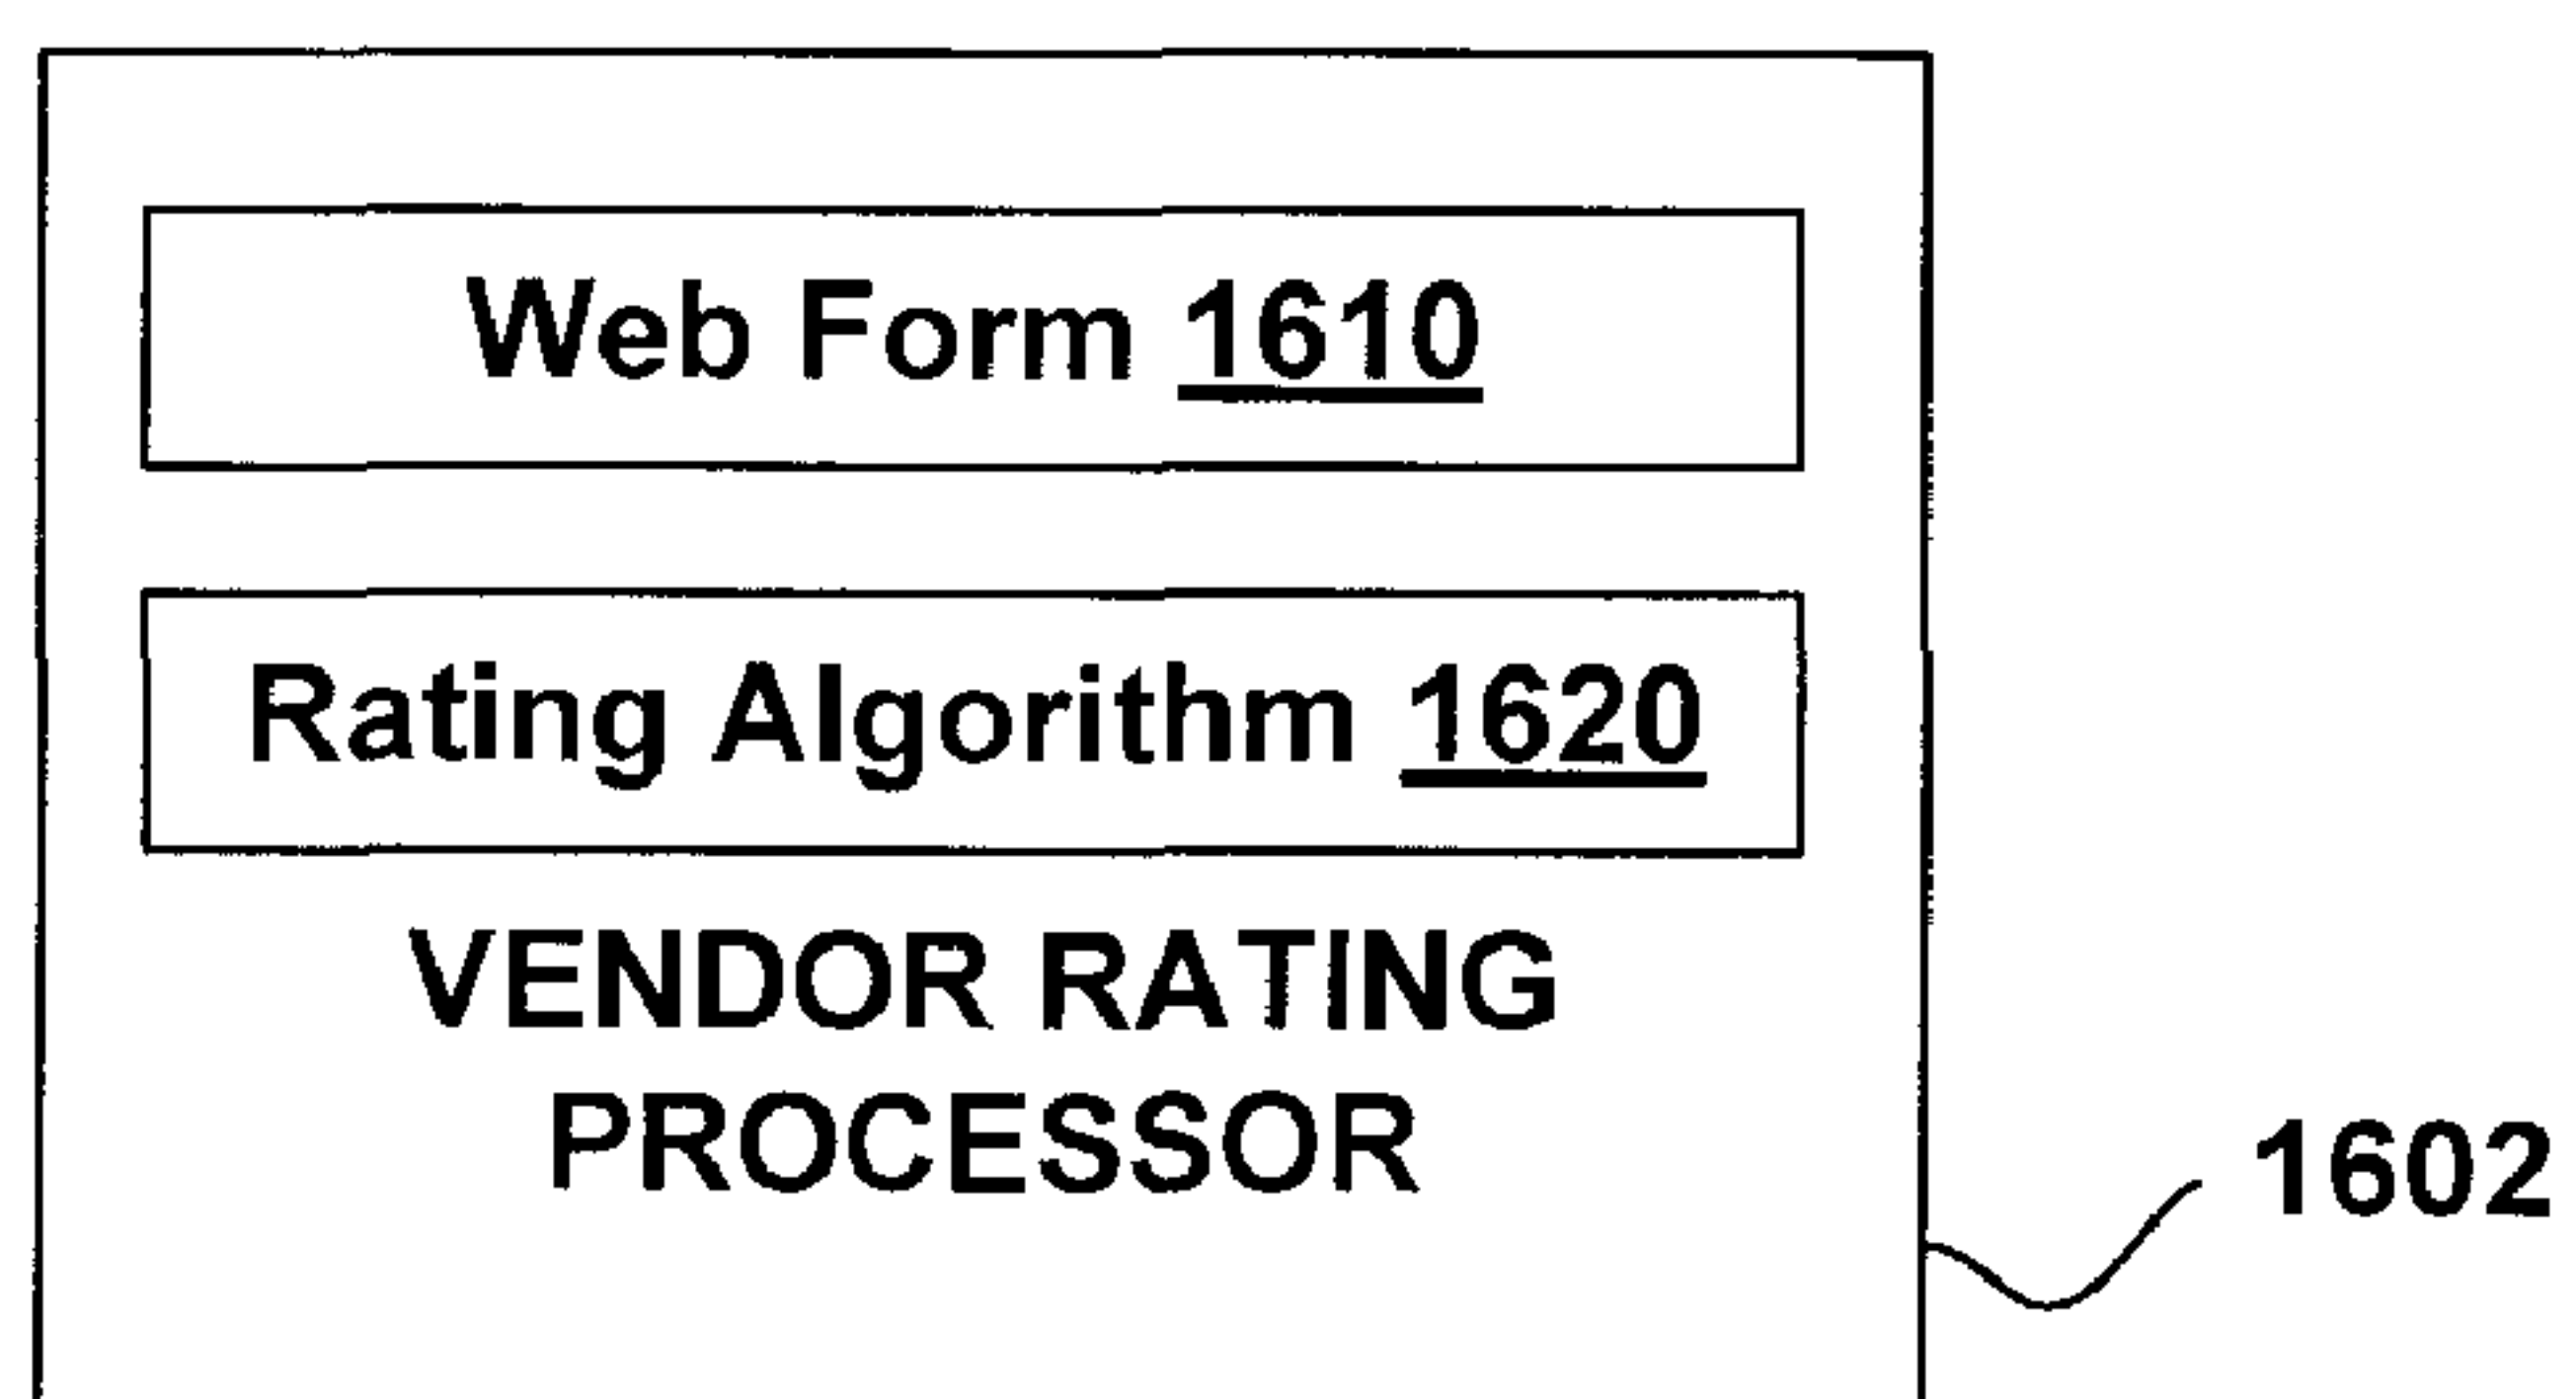 Web Form 1610
Rating Algorithm 1620
VENDOR RATING
PROCESSOR
1602